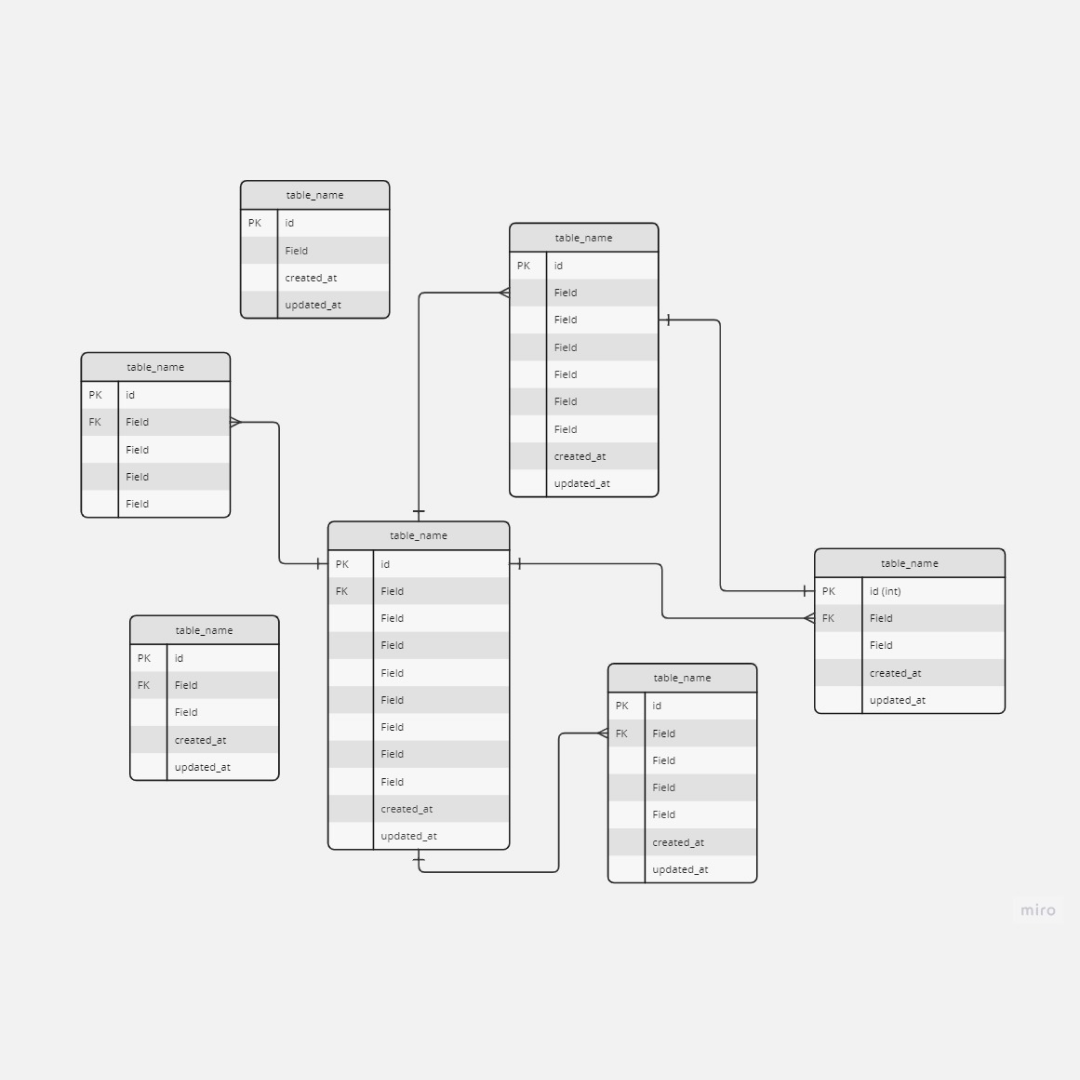 table_name
PK id
Field
created_at
updated_at
table_name
PK id
Field
Field
Field
Field
Field
Field
created_at
updated_at
table_name
PK id
FK Field
Field
Field
Field
table_name
PK id
FK Field
Field
Field
Field
Field
Field
Field
Field
created_at
updated_at
table_name
PK id (int)
FK Field
Field
created_at
updated_at
table_name
PK id
FK Field
Field
created_at
updated_at
table_name
PK id
FK Field
Field
Field
Field
created_at
updated_at
miro